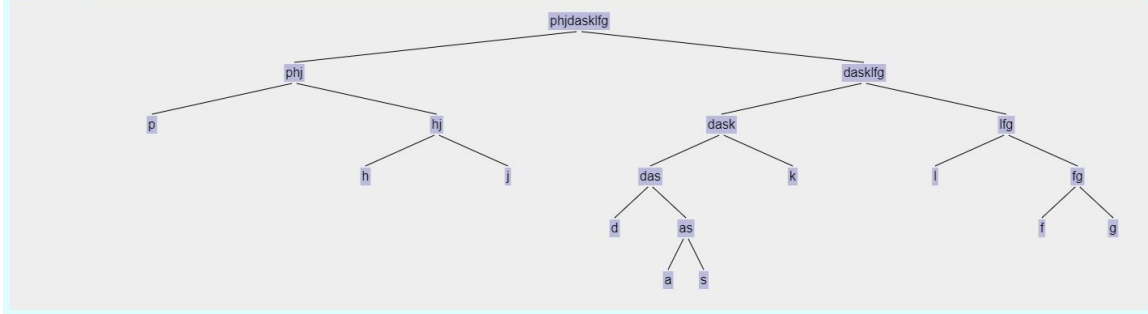 phjdasklfg
phj dasklfg
p hj dask lfg
h j das k l fg
d as f g
a s